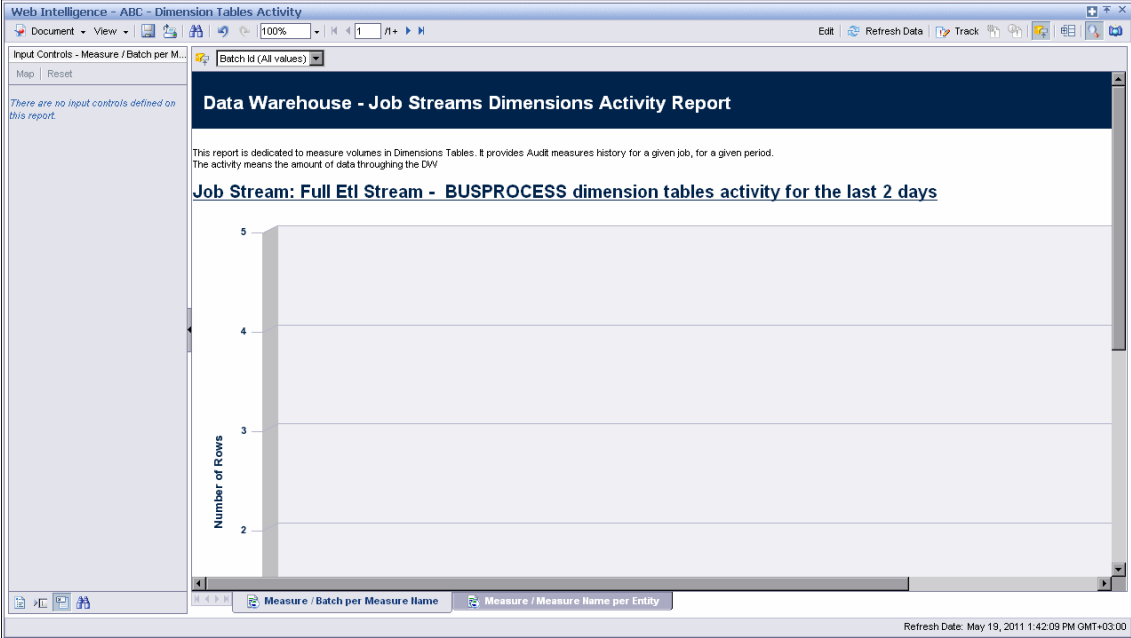 Web Intelligence - ABC - Dimension Tables Activity
Document View 100% 1 /1+ Edit Refresh Data Track
Input Controls - Measure / Batch per M...
Map Reset
There are no input controls defined on
this report.
Batch Id (All values)
Data Warehouse - Job Streams Dimensions Activity Report
This report is dedicated to measure volumes in Dimensions Tables. It provides Audit measures history for a given job, for a given period.
The activity means the amount of data throughing the DW
Job Stream: Full Etl Stream - BUSPROCESS dimension tables activity for the last 2 days
5
4
3
2
Number of Rows
Measure / Batch per Measure Name
Measure / Measure Name per Entity
Refresh Date: May 19, 2011 1:42:09 PM GMT+03:00